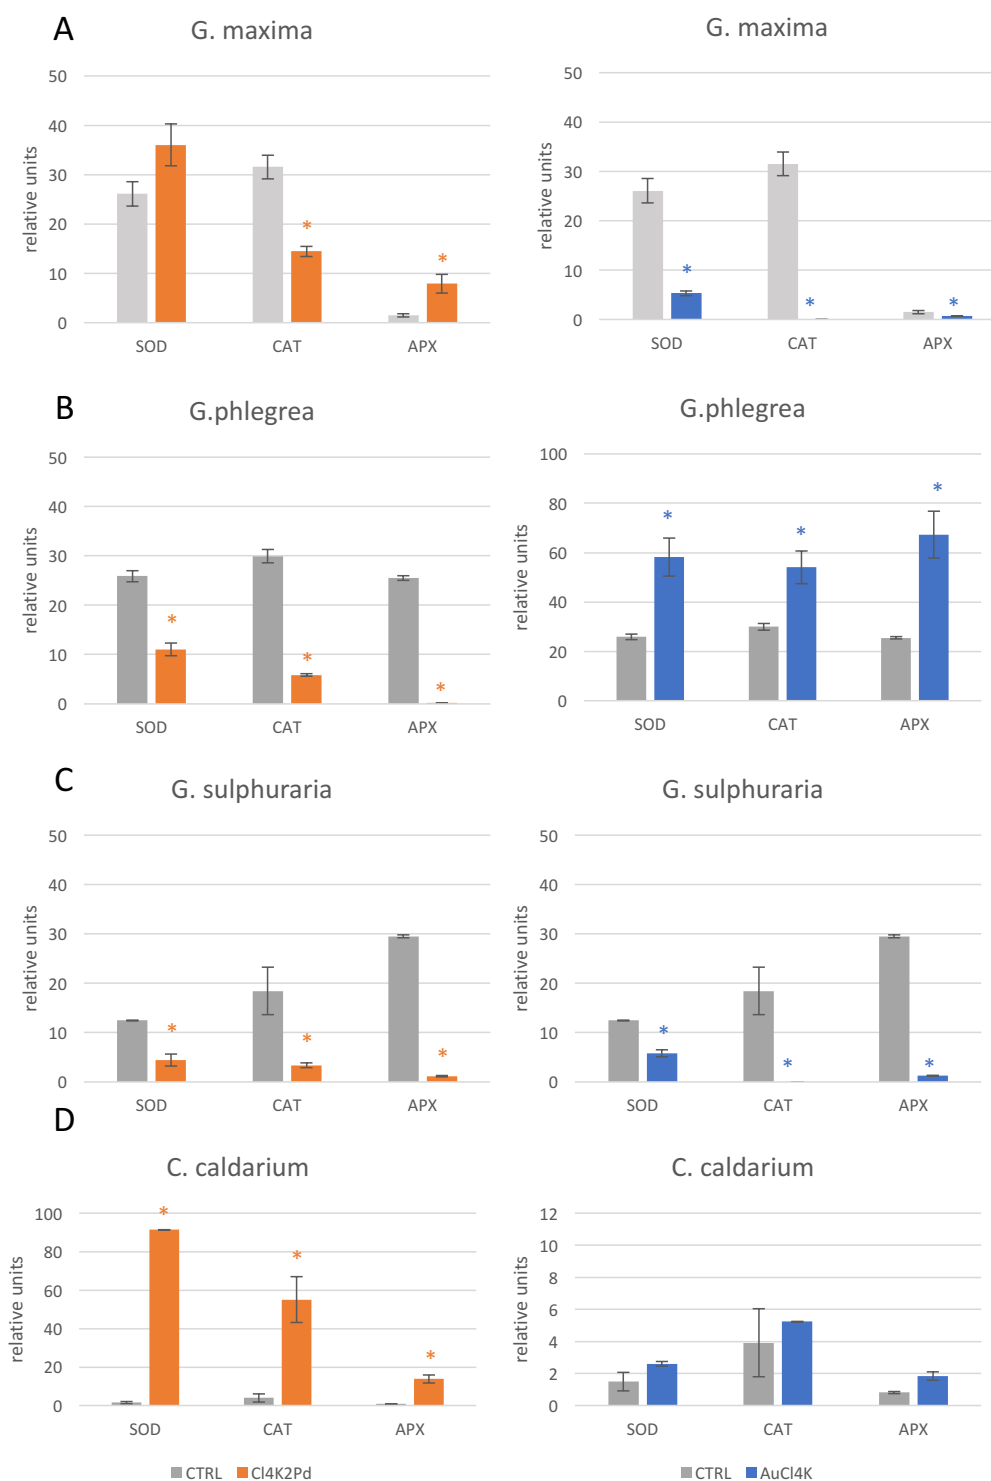 A
G. maxima
G. maxima
relative units
50
40
30
20
10
0
SOD CAT APX
* *
relative units
50
40
30
20
10
0
SOD CAT APX
* * *
B
G.phlegrea
G.phlegrea
relative units
50
40
30
20
10
0
SOD CAT APX
* * *
relative units
100
80
60
40
20
0
SOD CAT APX
* * *
C
G. sulphuraria
G. sulphuraria
relative units
50
40
30
20
10
0
SOD CAT APX
* * *
relative units
50
40
30
20
10
0
SOD CAT APX
* * *
D
C. caldarium
C. caldarium
relative units
100
80
60
40
20
0
SOD CAT APX
* * *
CTRL Cl4K2Pd
relative units
12
10
8
6
4
2
0
SOD CAT APX
CTRL AuCl4K